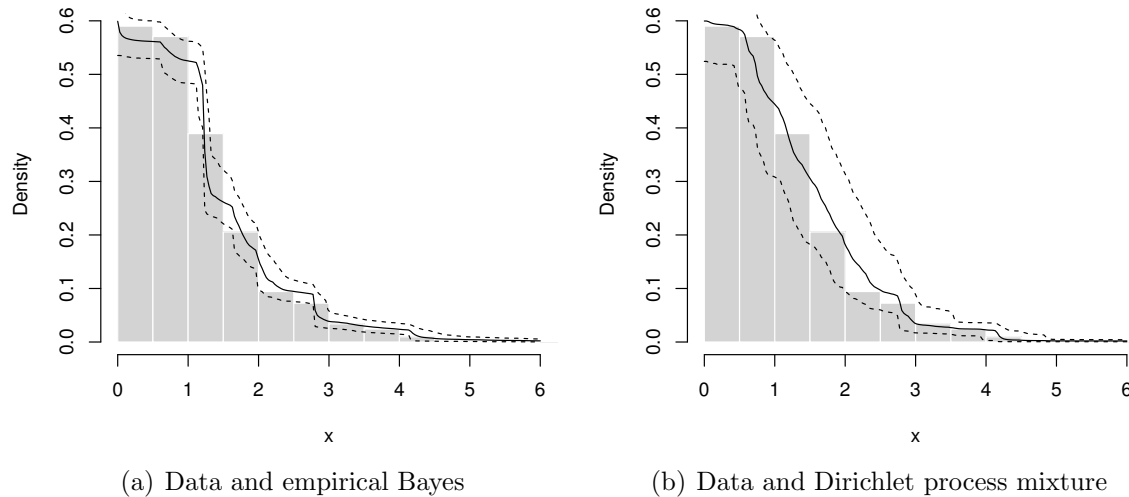 Density
0.0 0.1 0.2 0.3 0.4 0.5 0.6
0 1 2 3 4 5 6
x
(a) Data and empirical Bayes
Density
0.0 0.1 0.2 0.3 0.4 0.5 0.6
0 1 2 3 4 5 6
x
(b) Data and Dirichlet process mixture